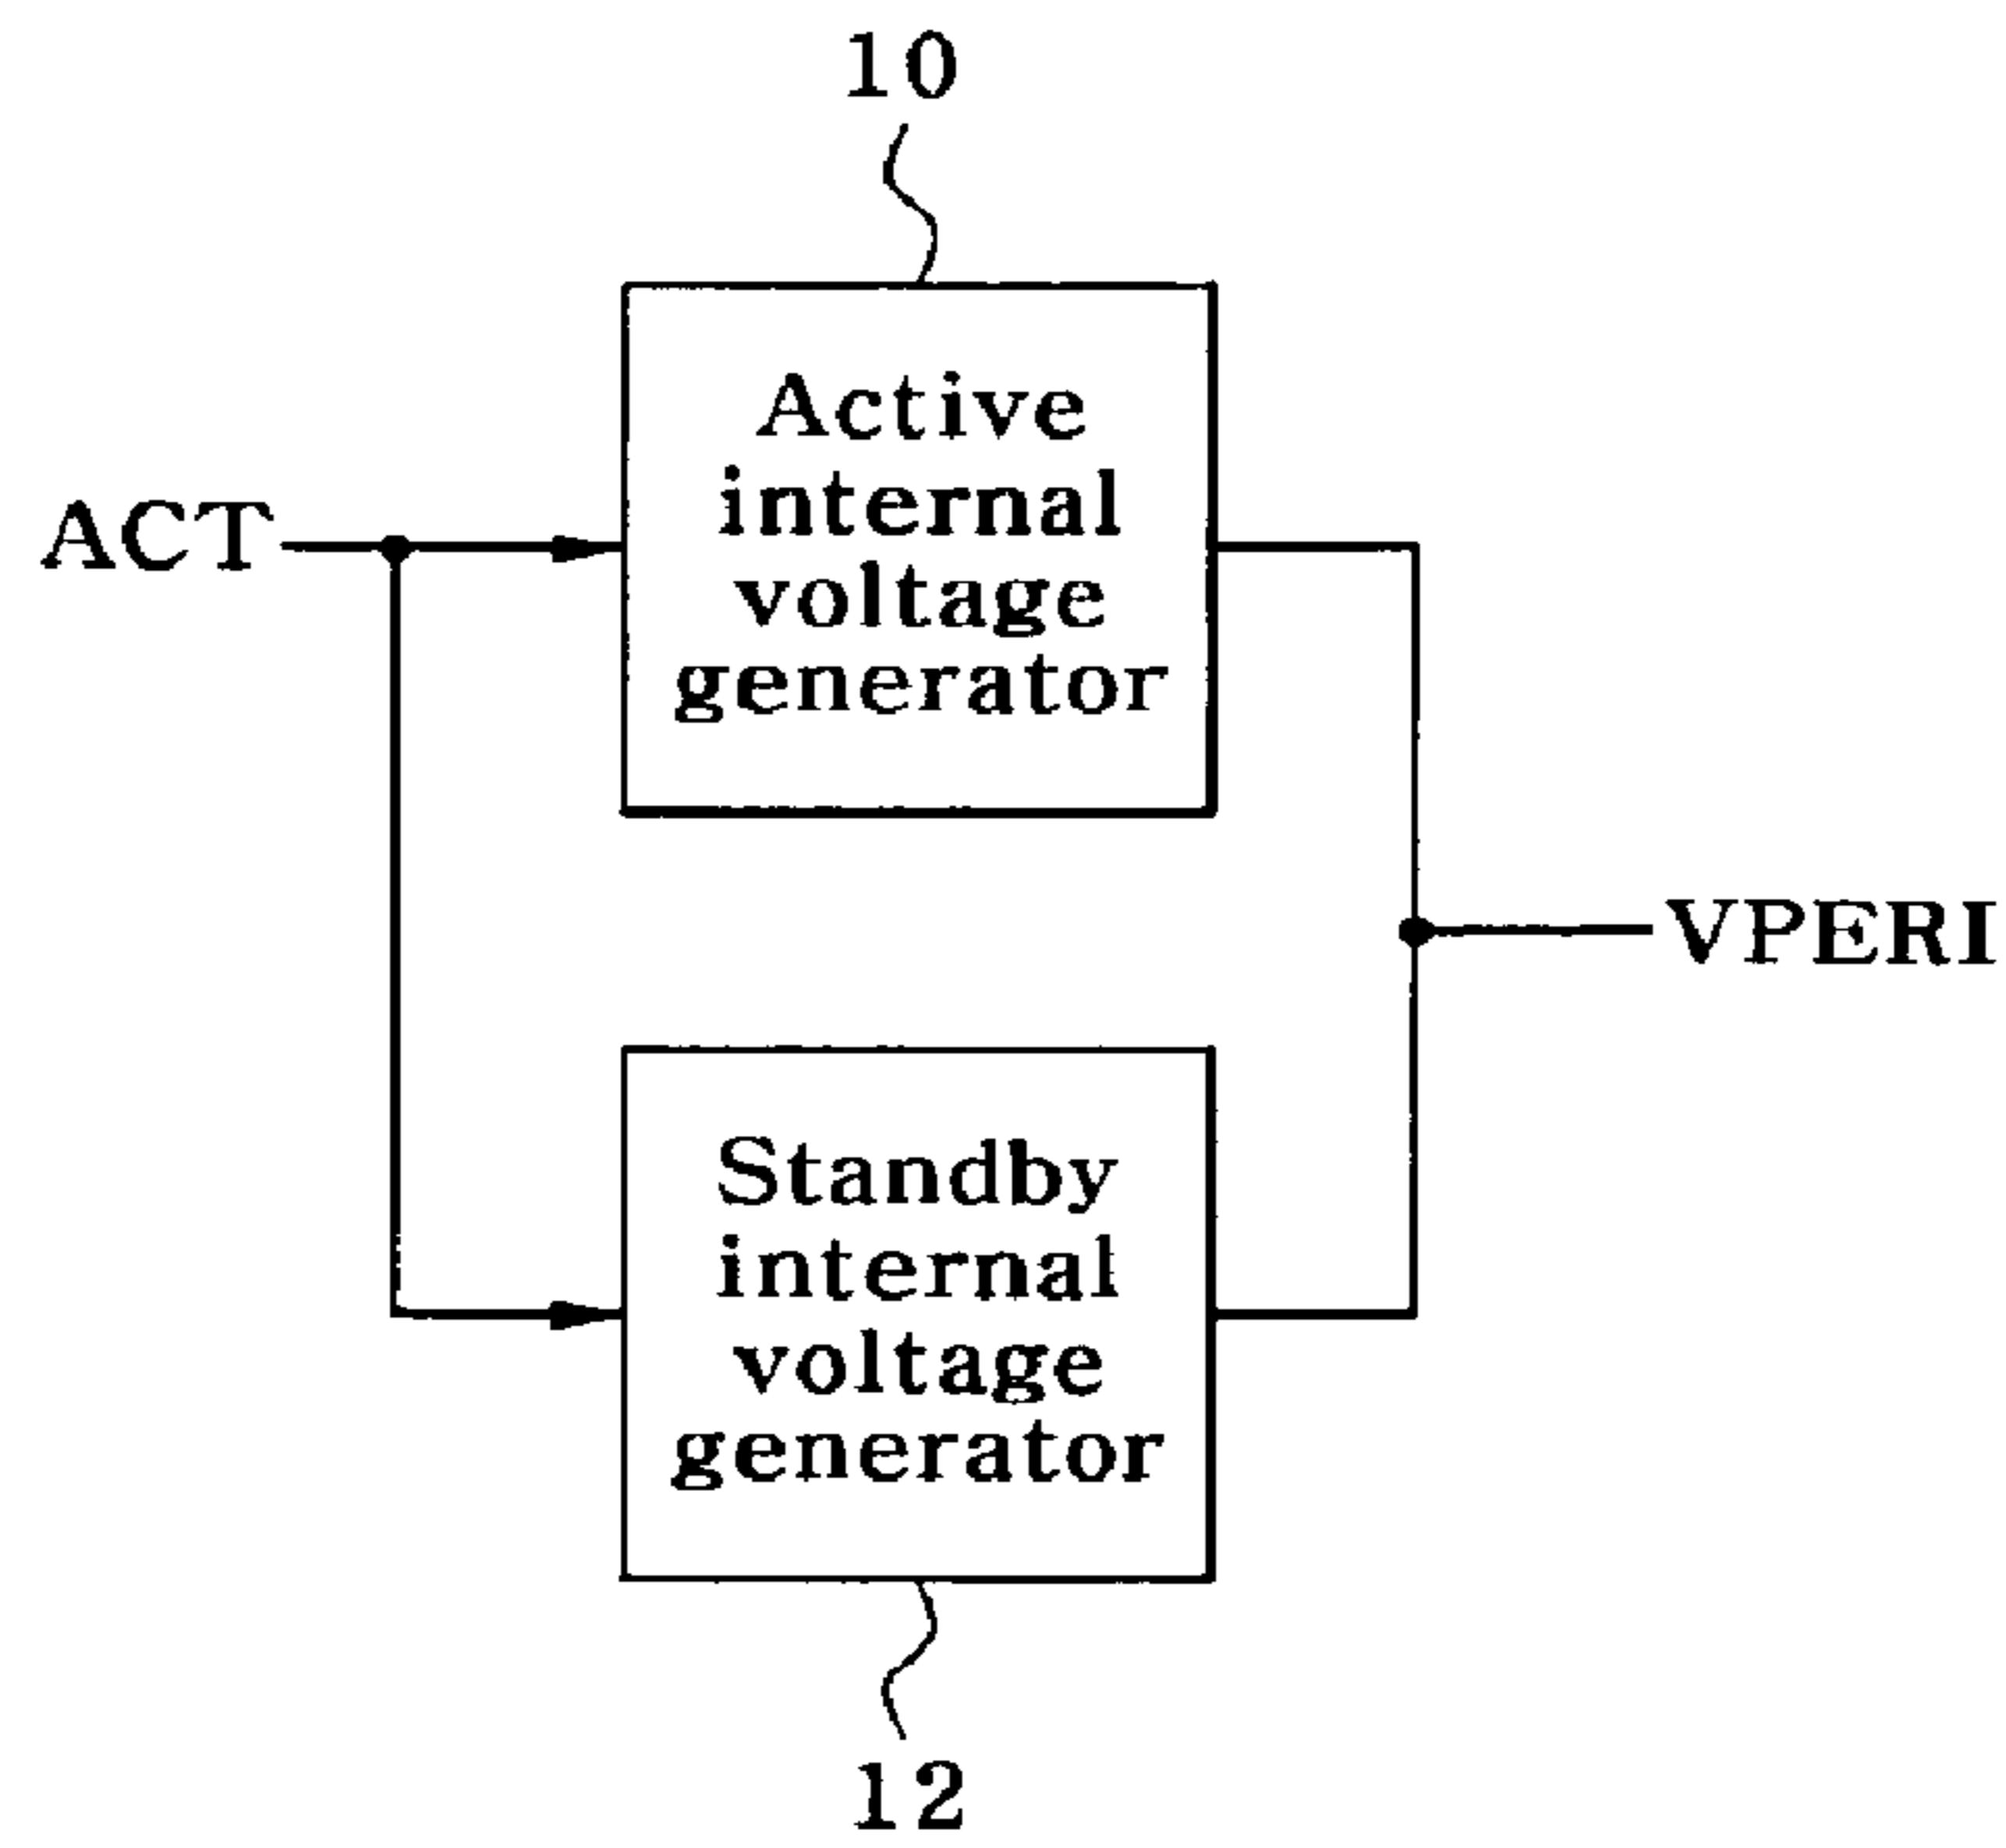 10
Active
internal
voltage
generator
ACT
VPERI
Standby
internal
voltage
generator
12